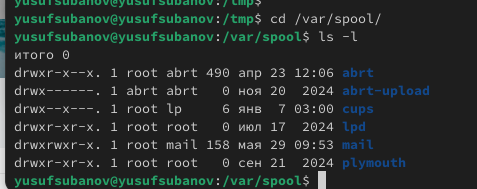 yusufsubanov@yusufsubanov:/tmp$
yusufsubanov@yusufsubanov:/tmp$ cd /var/spool/
yusufsubanov@yusufsubanov:/var/spool$ ls -l
итого 0
drwxr-x--x. 1 root abrt 490 апр 23 12:06 abrt
drwx------. 1 abrt abrt   0 ноя 20  2024 abrt-upload
drwx--x---. 1 root lp     6 янв  7 03:00 cups
drwxr-xr-x. 1 root root   0 июл 17  2024 lpd
drwxrwxr-x. 1 root mail 158 мая 29 09:53 mail
drwxr-xr-x. 1 root root   0 сен 21  2024 plymouth
yusufsubanov@yusufsubanov:/var/spool$